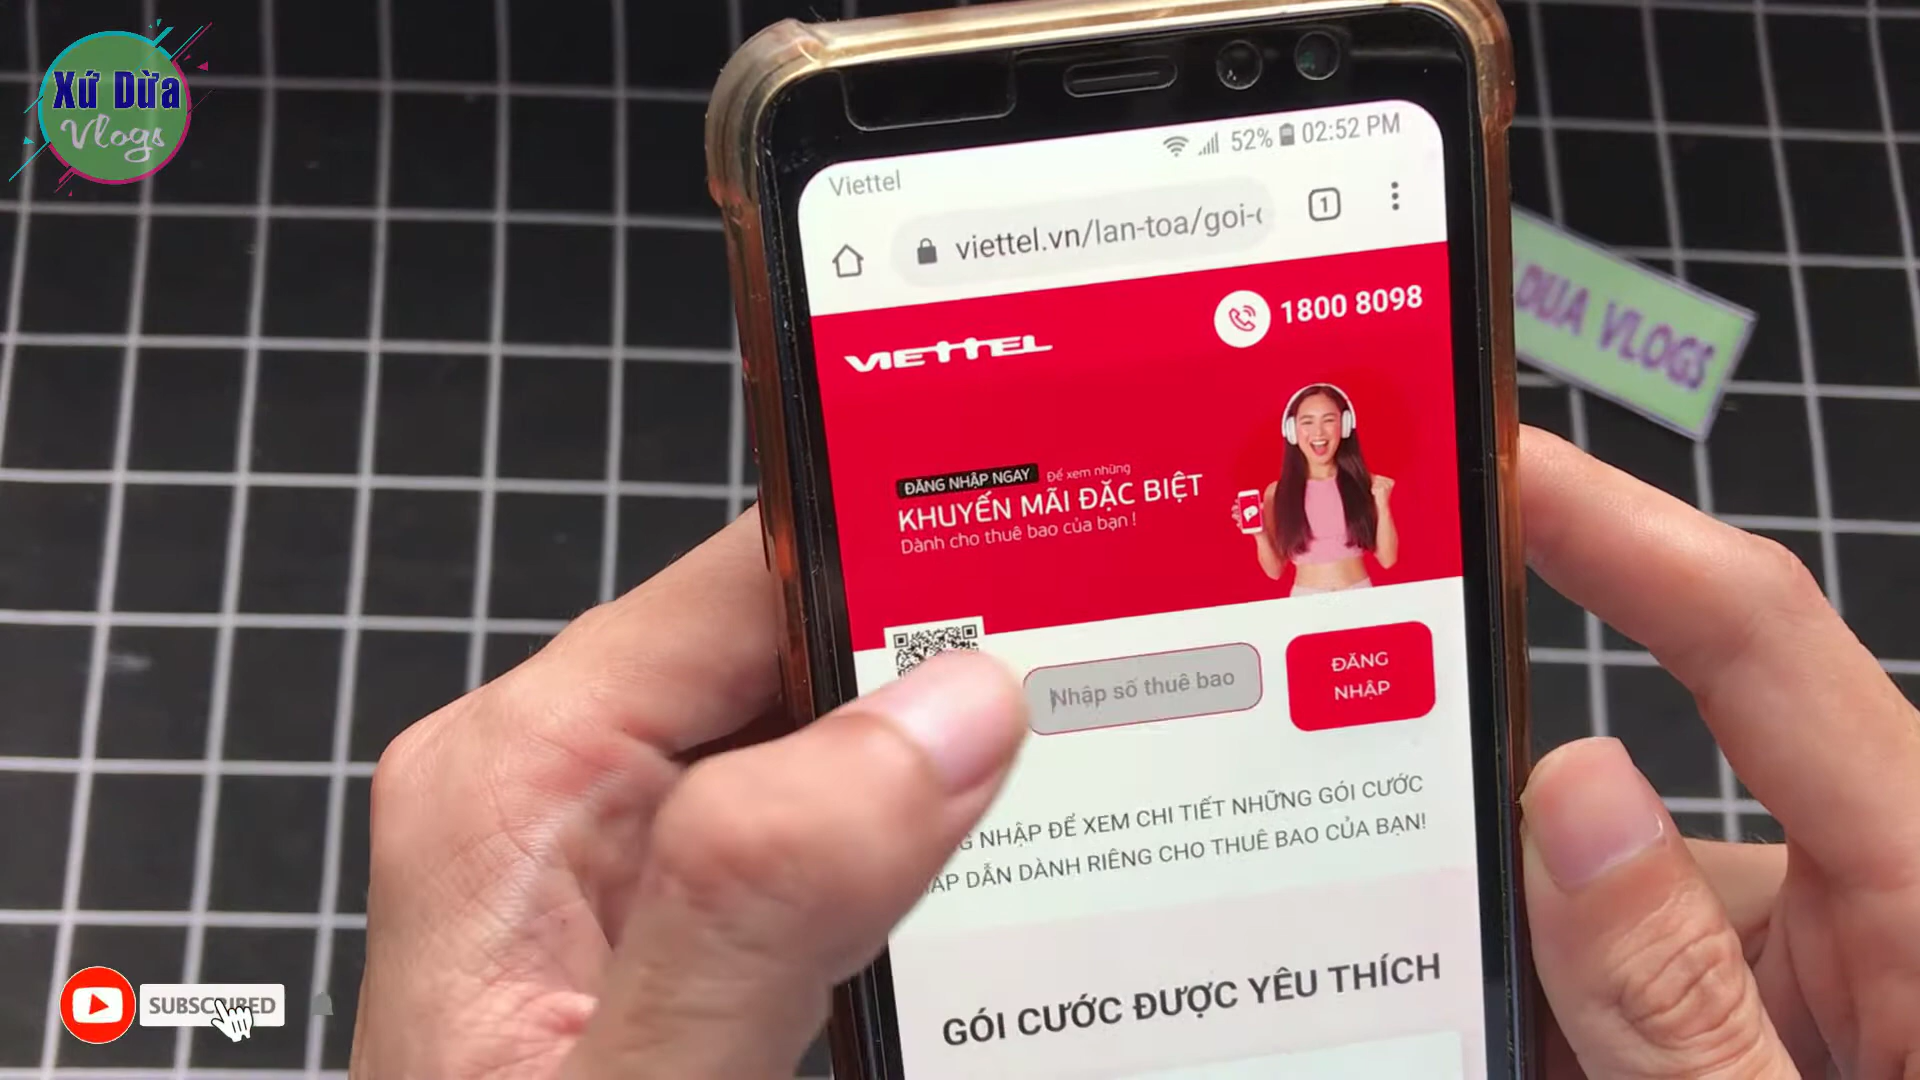 Xứ Dừa
Vlogs
Viettel
52% 02:52 PM
viettel.vn/lan-toa/goi-
1
VIETTEL
1800 8098
ĐĂNG NHẬP NGAY Để xem những
KHUYẾN MÃI ĐẶC BIỆT
Dành cho thuê bao của bạn !
Nhập số thuê bao
ĐĂNG
NHẬP
NHẬP ĐỂ XEM CHI TIẾT NHỮNG GÓI CƯỚC
DẪN DÀNH RIÊNG CHO THUÊ BAO CỦA BẠN!
GÓI CƯỚC ĐƯỢC YÊU THÍCH
DUA VLOGS
SUBSCRIBED